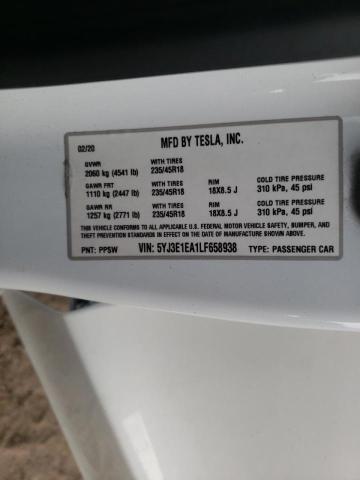 02/20 MFD BY TESLA, INC.
GVWR WITH TIRES
2060 kg (4541 lb) 235/45R18
GAWR FRT WITH TIRES RIM COLD TIRE PRESSURE
1110 kg (2447 lb) 235/45R18 18X8.5 J 310 kPa, 45 psi
GAWR RR WITH TIRES RIM COLD TIRE PRESSURE
1257 kg (2771 lb) 235/45R18 18X8.5 J 310 kPa, 45 psi
THIS VEHICLE CONFORMS TO ALL APPLICABLE U.S. FEDERAL MOTOR VEHICLE SAFETY, BUMPER, AND
THEFT PREVENTION STANDARDS IN EFFECT ON THE DATE OF MANUFACTURE SHOWN ABOVE.
PNT: PPSW VIN: 5YJ3E1EA1LF658938 TYPE: PASSENGER CAR